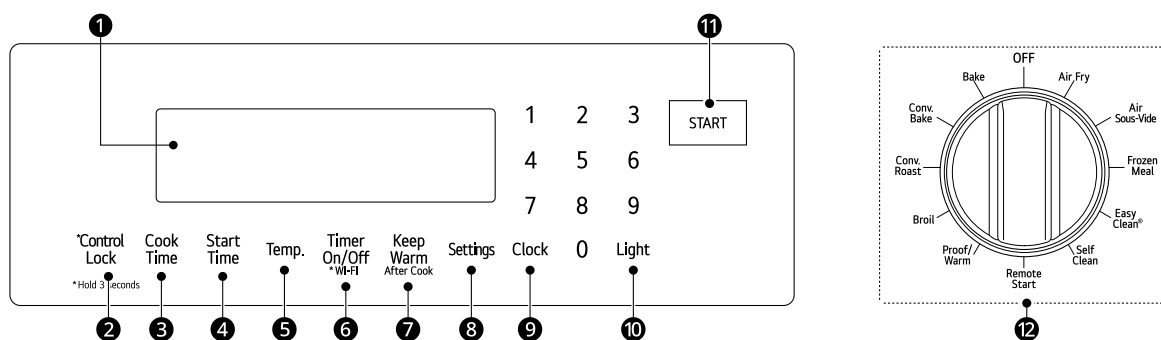 1
11
1 2 3
START
4 5 6
7 8 9
*Control
Lock
*Hold 3 seconds
Cook
Time
Start
Time
Temp.
Timer
On/Off
*WI-FI
Keep
Warm
After Cook
Settings
Clock
0
Light
2
3
4
5
6
7
8
9
10
OFF
Air Fry
Air
Sous-Vide
Frozen
Meal
Easy
Clean®
Self
Clean
Remote
Start
Proof/
Warm
Broil
Conv.
Roast
Conv.
Bake
Bake
12